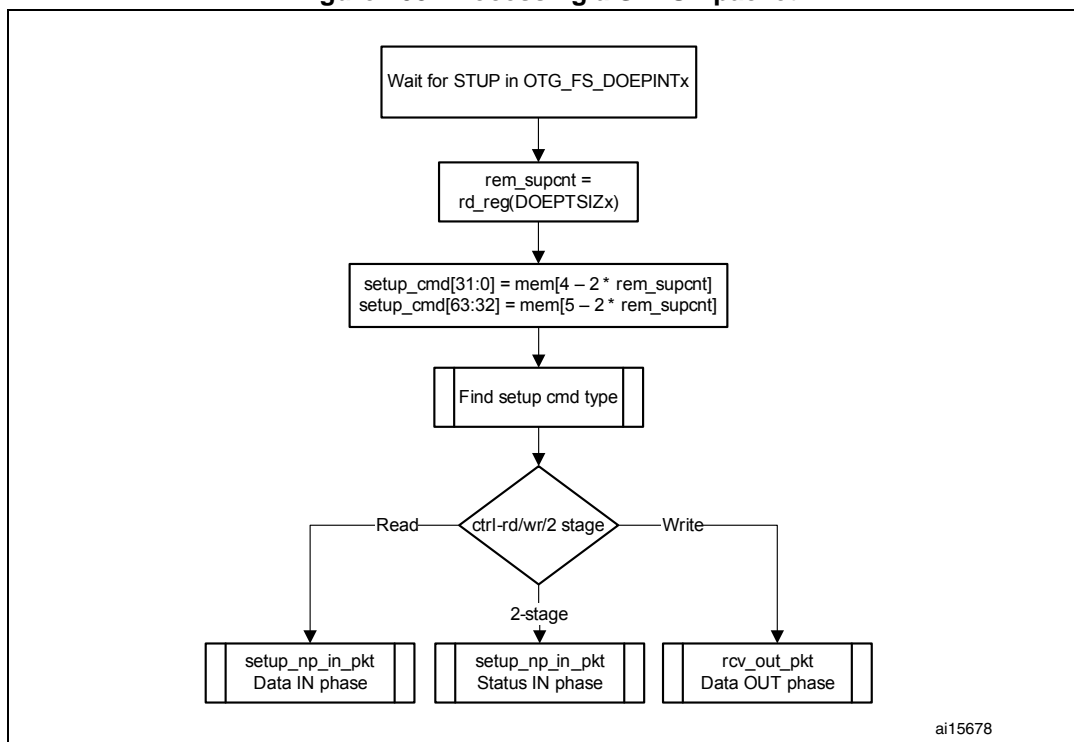 Wait for STUP in OTG_FS_DOEPINTx
rem_supcnt =
rd_reg(DOEPTSIZx)
setup_cmd[31:0] = mem[4 – 2 * rem_supcnt]
setup_cmd[63:32] = mem[5 – 2 * rem_supcnt]
Find setup cmd type
Read
ctrl-rd/wr/2 stage
Write
2-stage
setup_np_in_pkt
Data IN phase
setup_np_in_pkt
Status IN phase
rcv_out_pkt
Data OUT phase
ai15678